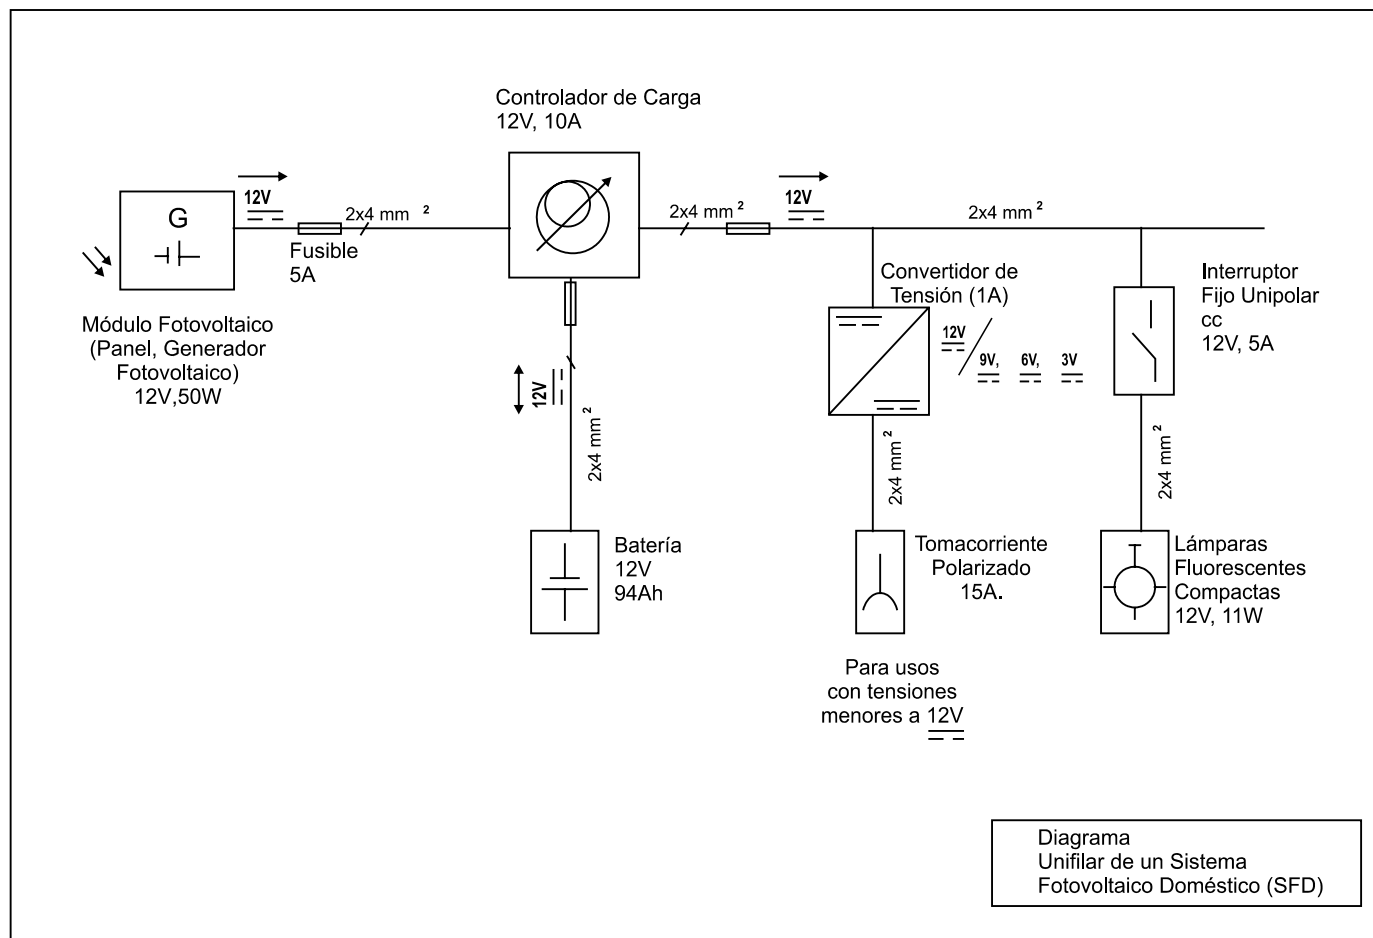 Controlador de Carga
12V, 10A
G
12V
2x4 mm ²
Fusible
5A
Módulo Fotovoltaico
(Panel, Generador
Fotovoltaico)
12V,50W
2x4 mm ²
12V
2x4 mm ²
12V
2x4 mm ²
Batería
12V
94Ah
Convertidor de
Tensión (1A)
12V
9V, 6V, 3V
2x4 mm ²
Tomacorriente
Polarizado
15A.
Para usos
con tensiones
menores a 12V
Interruptor
Fijo Unipolar
cc
12V, 5A
2x4 mm ²
Lámparas
Fluorescentes
Compactas
12V, 11W
Diagrama
Unifilar de un Sistema
Fotovoltaico Doméstico (SFD)